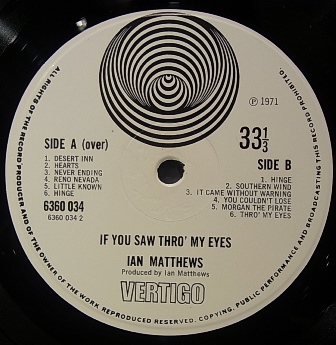 ALL RIGHTS OF THE RECORD PRODUCER AND OF THE OWNER OF THE WORK REPRODUCED RESERVED. COPYING, PUBLIC PERFORMANCE AND BROADCASTING OF THIS RECORD PROHIBITED.
℗ 1971
SIDE A (over)
1. DESERT INN
2. HEARTS
3. NEVER ENDING
4. RENO NEVADA
5. LITTLE KNOWN
6. HINGE
6360 034
6360 034 2
33⅓
SIDE B
1. HINGE
2. SOUTHERN WIND
3. IT CAME WITHOUT WARNING
4. YOU COULDN'T LOSE
5. MORGAN THE PIRATE
6. THRO' MY EYES
IF YOU SAW THRO' MY EYES
IAN MATTHEWS
Produced by Ian Matthews
VERTIGO